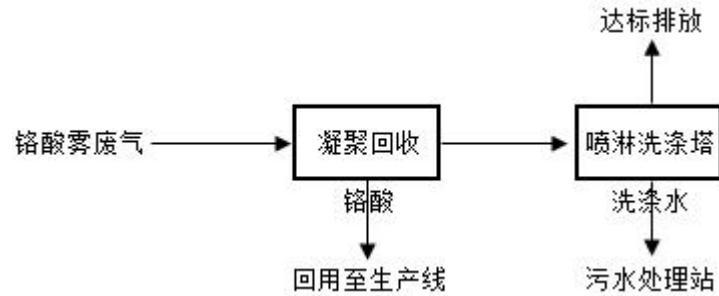 达标排放
铬酸雾废气
凝聚回收
喷淋洗涤塔
铬酸
洗涤水
回用至生产线
污水处理站